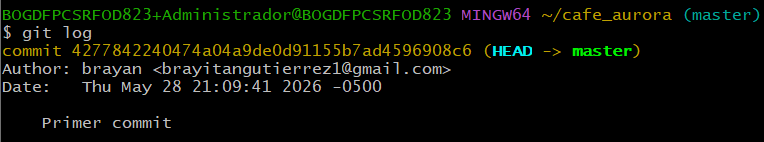 BOGDFPCSRFOD823+Administrador@BOGDFPCSRFOD823 MINGW64 ~/cafe_aurora (master)
$ git log
commit 4277842240474a04a9de0d91155b7ad4596908c6 (HEAD -> master)
Author: brayan <brayitangutierrez1@gmail.com>
Date:   Thu May 28 21:09:41 2026 -0500
    Primer commit